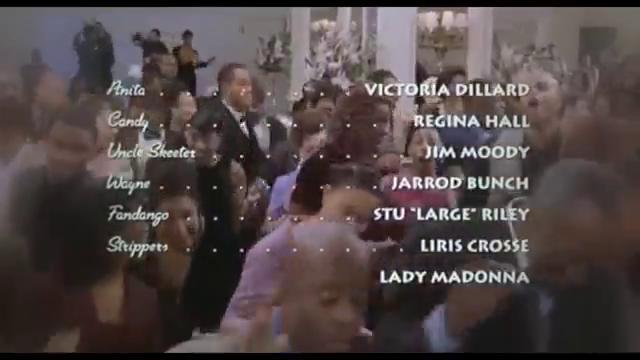 Anita . . . . . . . . VICTORIA DILLARD
Candy . . . . . . . . REGINA HALL
Uncle Skeeter . . . . . . . JIM MOODY
Wayne . . . . . . . . JARROD BUNCH
Fandango . . . . . . . STU "LARGE" RILEY
Strippers . . . . . . . . LIRIS CROSSE
LADY MADONNA